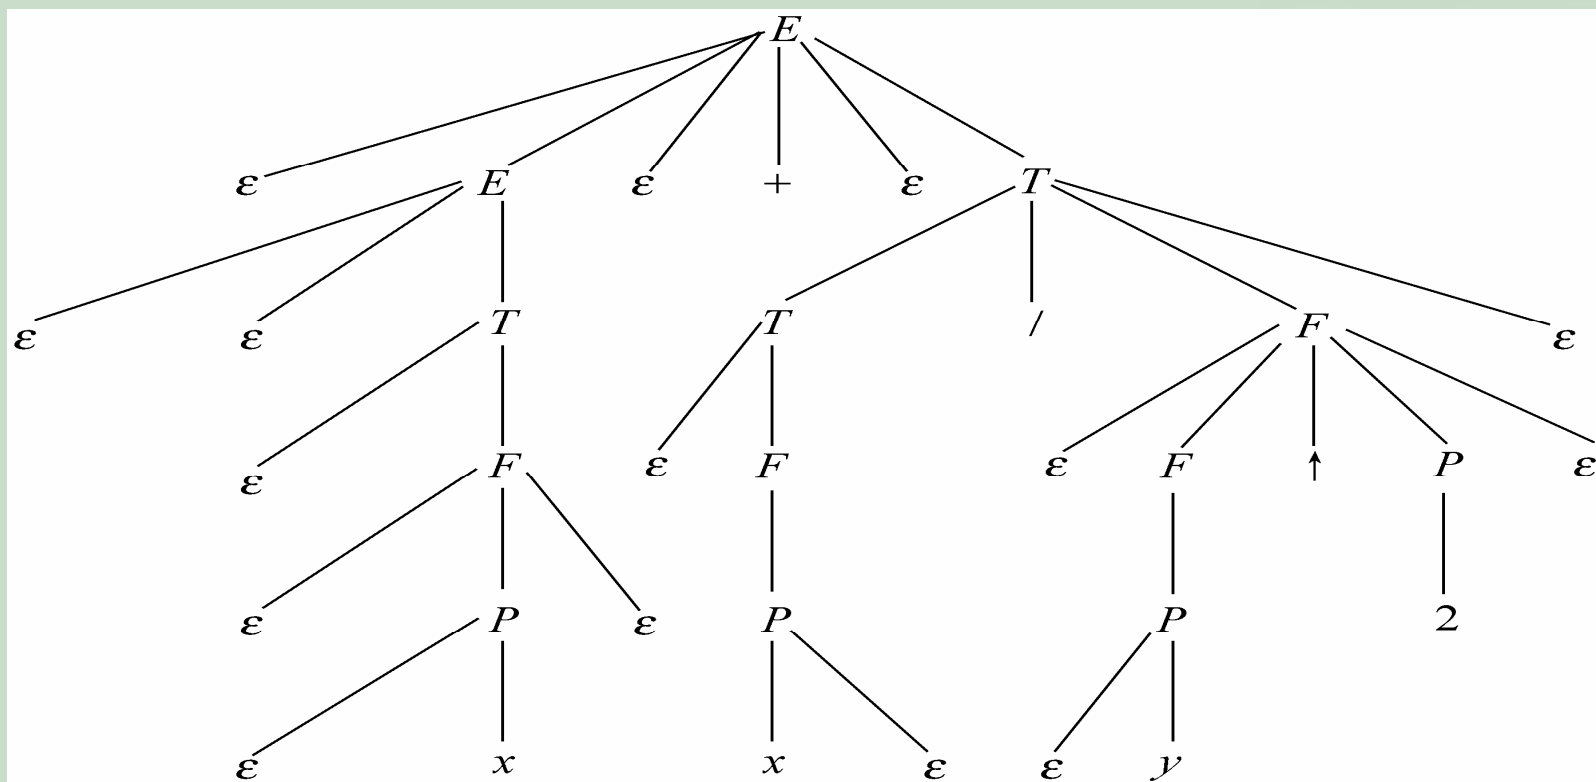 E
ε E ε + ε T
ε ε T T / F ε
ε F ε F ε F ↑ P ε
ε P ε P P 2
ε x x ε ε y